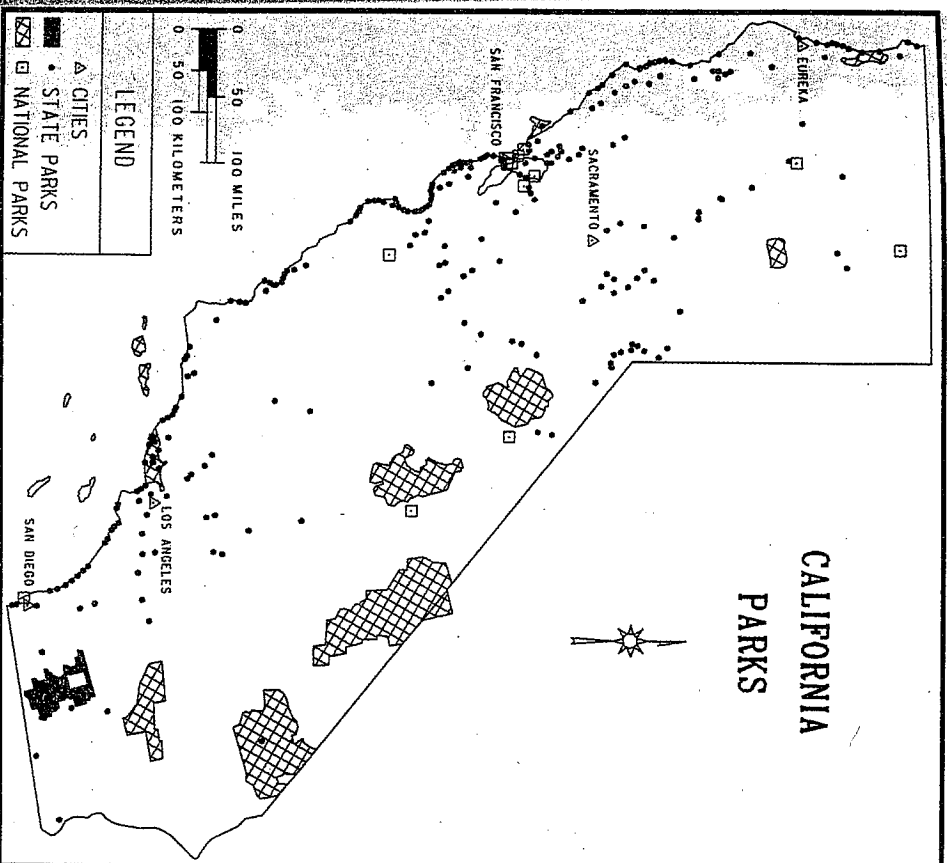 CALIFORNIA
PARKS
EUREKA
SACRAMENTO
SAN FRANCISCO
LOS ANGELES
SAN DIEGO
0 50 100 MILES
0 50 100 KILOMETERS
LEGEND
CITIES
STATE PARKS
NATIONAL PARKS